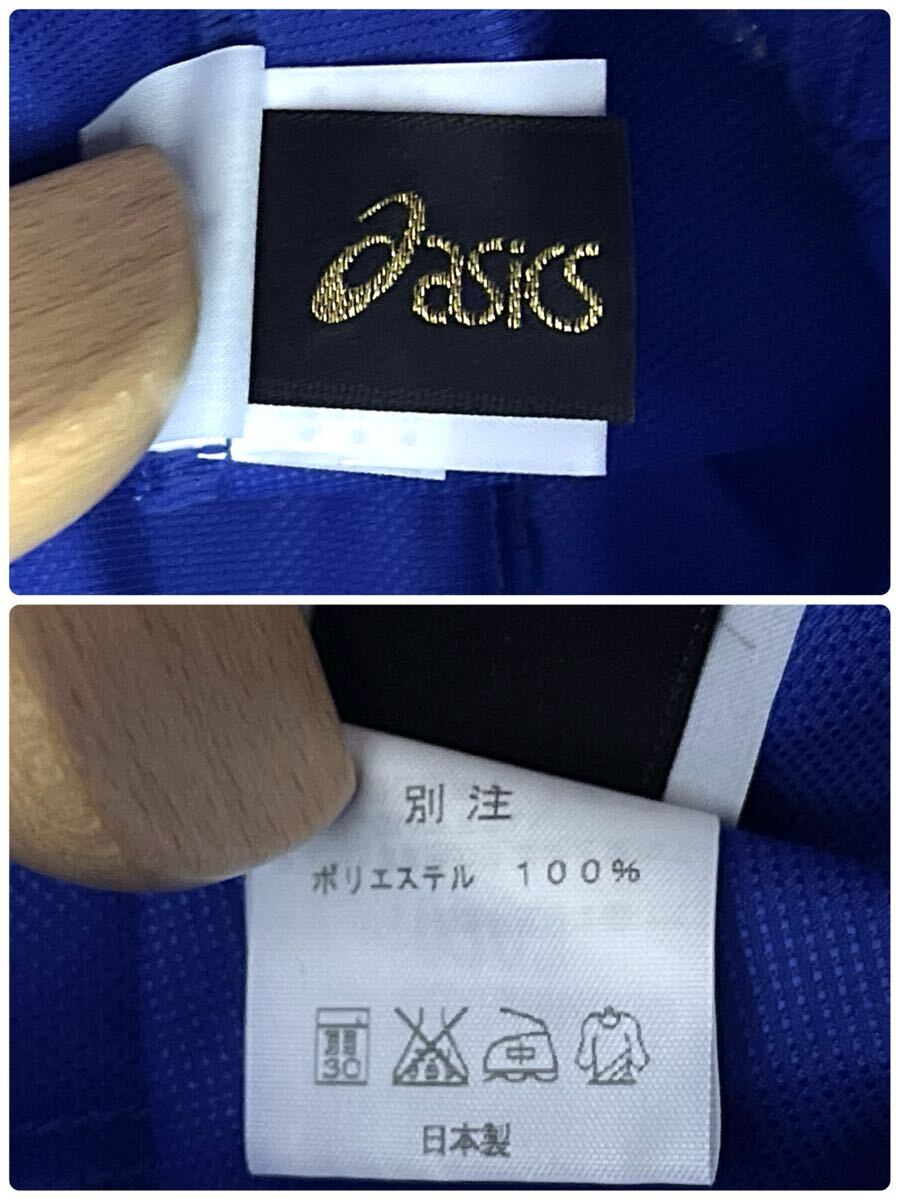 asics
別注
ポリエステル １００％
30
中
日本製